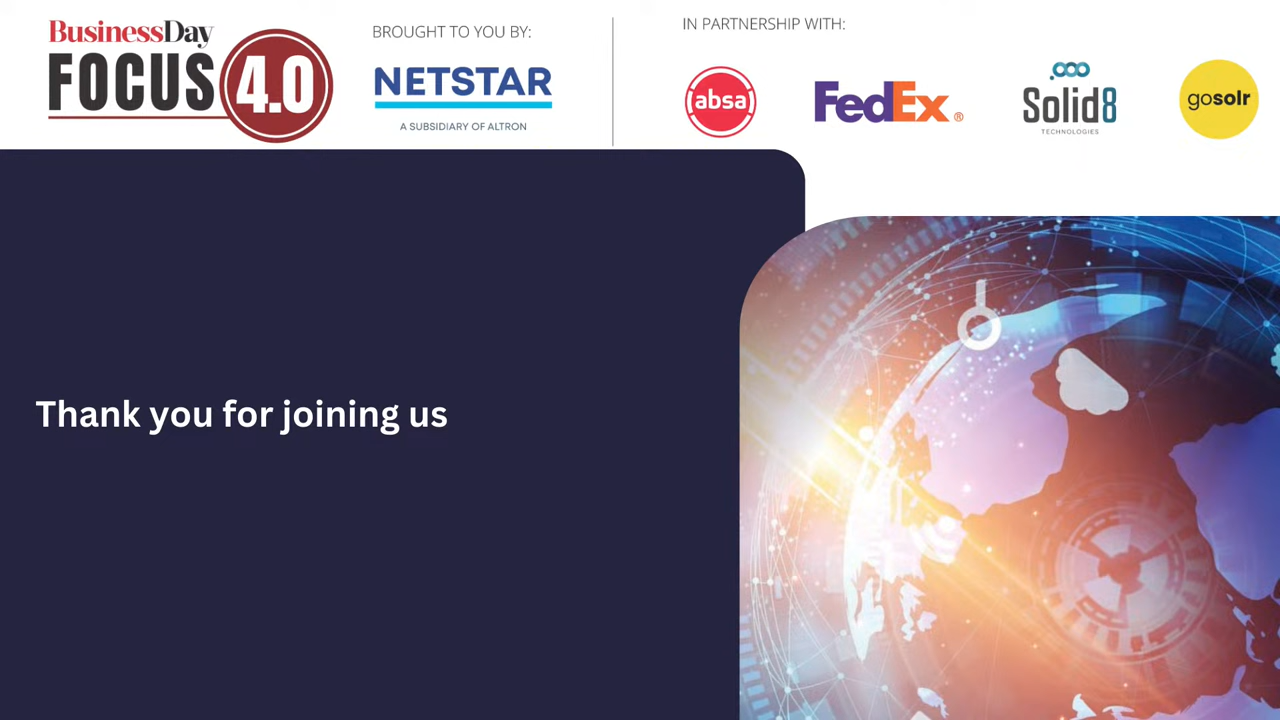 BusinessDay
FOCUS 4.0
BROUGHT TO YOU BY:
NETSTAR
A SUBSIDIARY OF ALTRON
IN PARTNERSHIP WITH:
absa
FedEx®
Solid8
TECHNOLOGIES
gosolr
Thank you for joining us